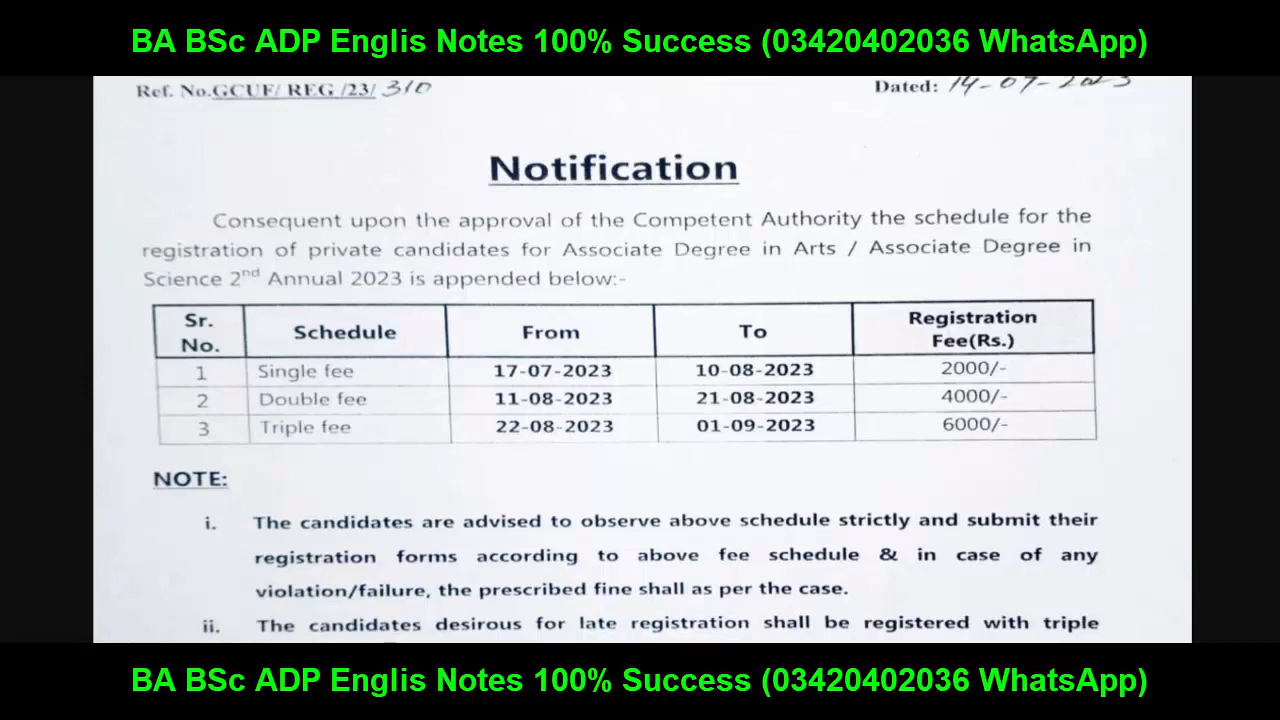 BA BSc ADP Englis Notes 100% Success (03420402036 WhatsApp)
Ref. No.GCUF/ REG /23/ 310 Dated: 14-07-2023
Notification
Consequent upon the approval of the Competent Authority the schedule for the
registration of private candidates for Associate Degree in Arts / Associate Degree in
Science 2nd Annual 2023 is appended below:-
Sr. No. Schedule From To Registration Fee(Rs.)
1 Single fee 17-07-2023 10-08-2023 2000/-
2 Double fee 11-08-2023 21-08-2023 4000/-
3 Triple fee 22-08-2023 01-09-2023 6000/-
NOTE:
i. The candidates are advised to observe above schedule strictly and submit their
registration forms according to above fee schedule & in case of any
violation/failure, the prescribed fine shall as per the case.
ii. The candidates desirous for late registration shall be registered with triple
BA BSc ADP Englis Notes 100% Success (03420402036 WhatsApp)